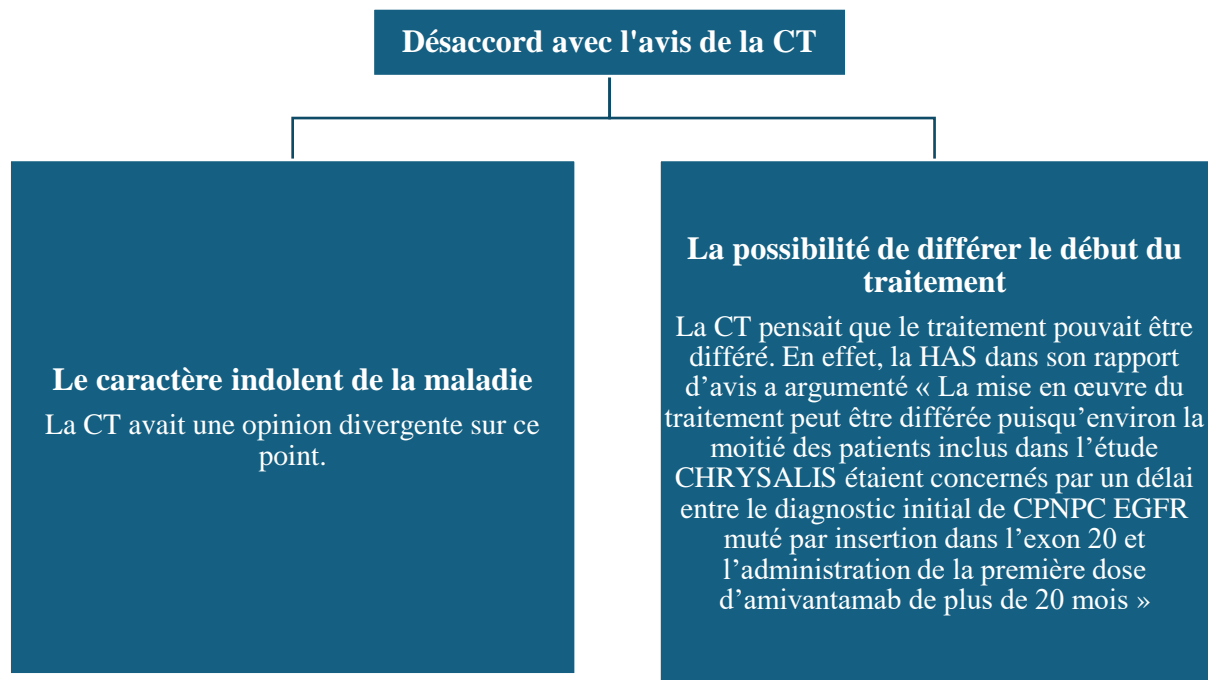 Désaccord avec l'avis de la CT
Le caractère indolent de la maladie
La CT avait une opinion divergente sur ce
point.
La possibilité de différer le début du
traitement
La CT pensait que le traitement pouvait être
différé. En effet, la HAS dans son rapport
d’avis a argumenté « La mise en œuvre du
traitement peut être différée puisqu’environ la
moitié des patients inclus dans l’étude
CHRYSALIS étaient concernés par un délai
entre le diagnostic initial de CPNPC EGFR
muté par insertion dans l’exon 20 et
l’administration de la première dose
d’amivantamab de plus de 20 mois »